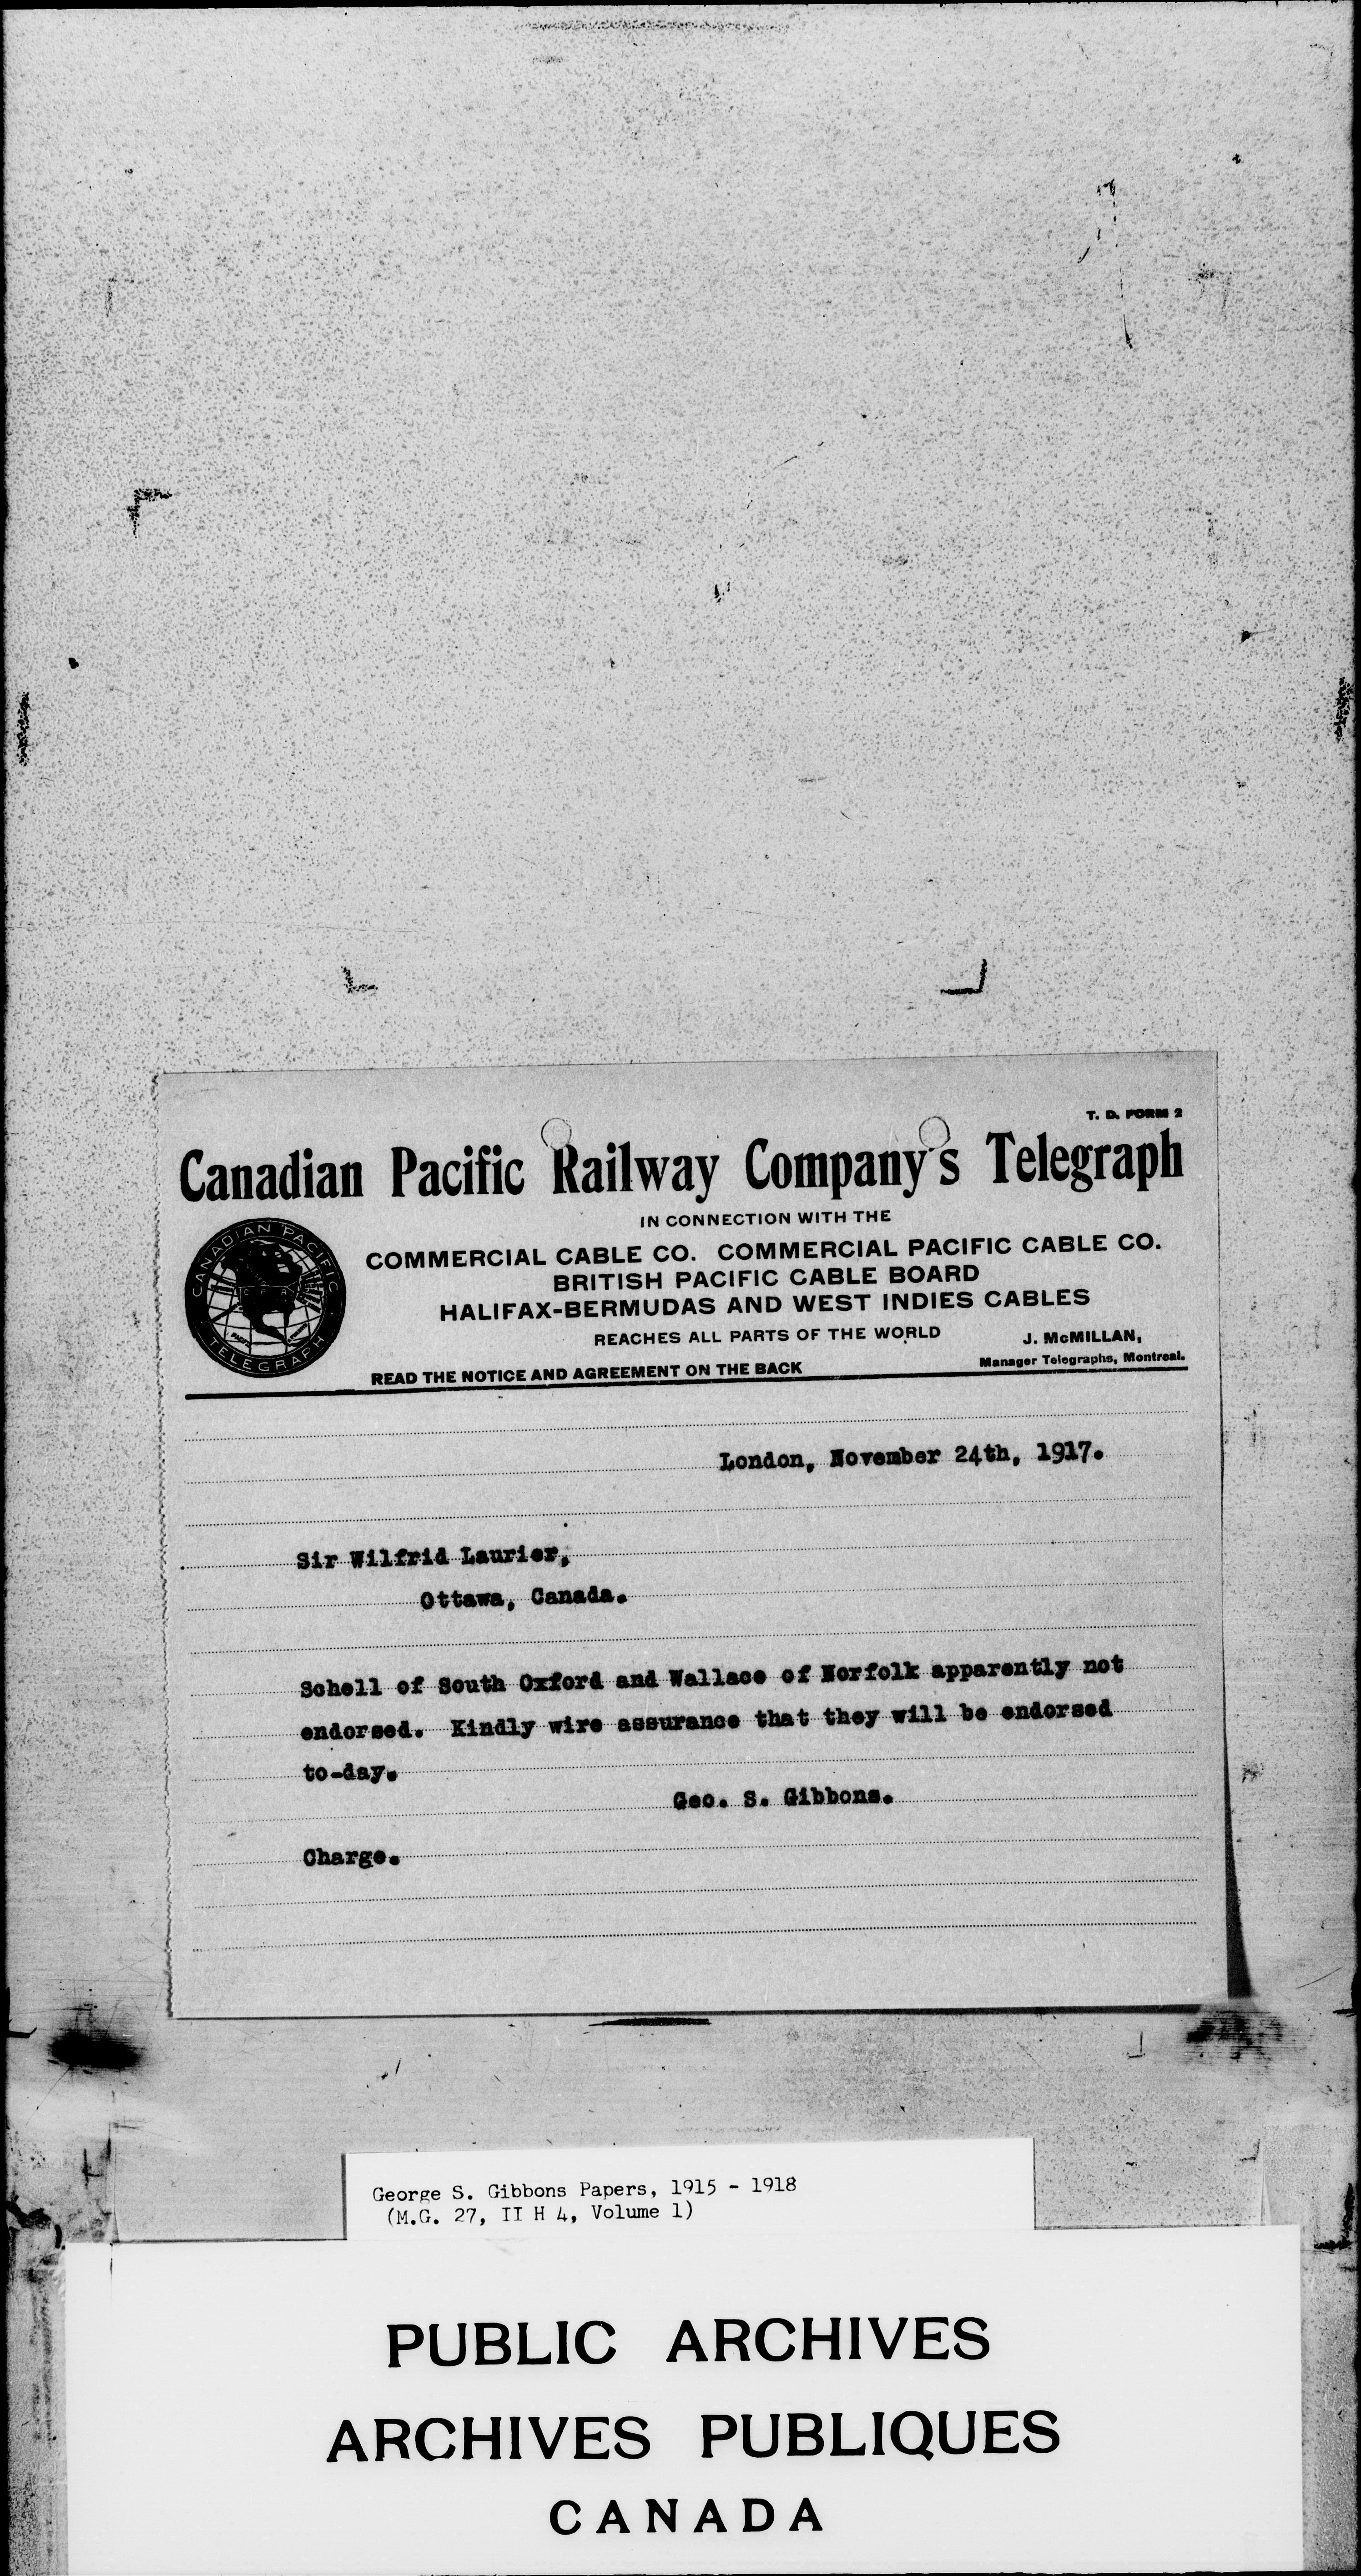 T. D. FORM 2
Canadian Pacific Railway Company's Telegraph
IN CONNECTION WITH THE
COMMERCIAL CABLE CO. COMMERCIAL PACIFIC CABLE CO.
BRITISH PACIFIC CABLE BOARD
HALIFAX-BERMUDAS AND WEST INDIES CABLES
REACHES ALL PARTS OF THE WORLD
J. McMILLAN,
Manager Telegraphs, Montreal.
READ THE NOTICE AND AGREEMENT ON THE BACK
CANADIAN PACIFIC
TELEGRAPH
London, November 24th, 1917.
Sir Wilfrid Laurier,
Ottawa, Canada.
Schell of South Oxford and Wallace of Norfolk apparently not
endorsed. Kindly wire assurance that they will be endorsed
to-day.
Geo. S. Gibbons.
Charge.
George S. Gibbons Papers, 1915 - 1918
(M.G. 27, II H 4, Volume 1)
PUBLIC ARCHIVES
ARCHIVES PUBLIQUES
CANADA